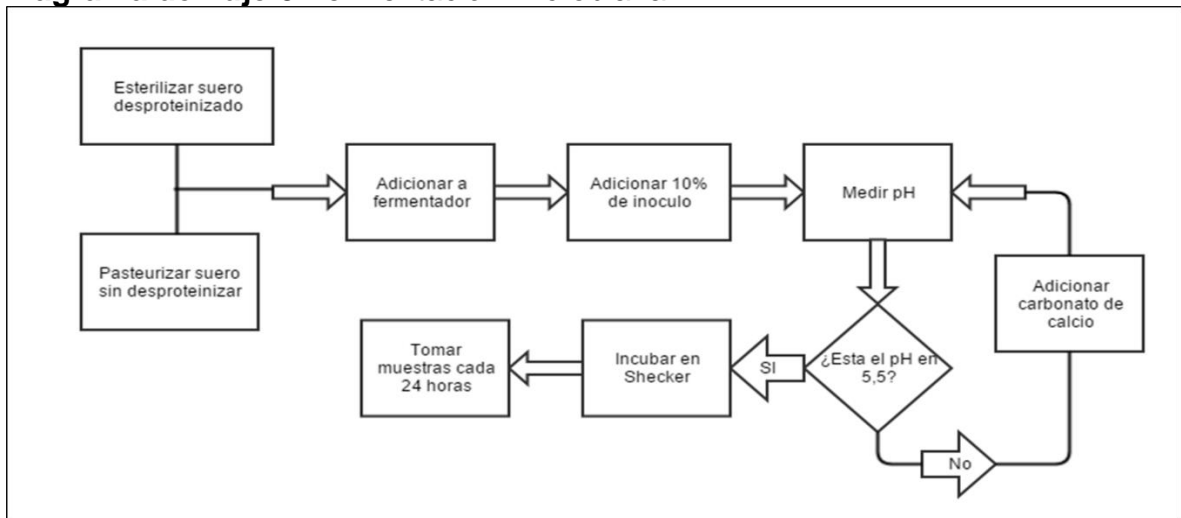 Esterilizar suero
desproteinizado
Pasteurizar suero
sin desproteinizar
Adicionar a
fermentador
Adicionar 10%
de inoculo
Medir pH
¿Esta el pH en
5,5?
SI
Incubar en
Shecker
Tomar
muestras cada
24 horas
No
Adicionar
carbonato de
calcio